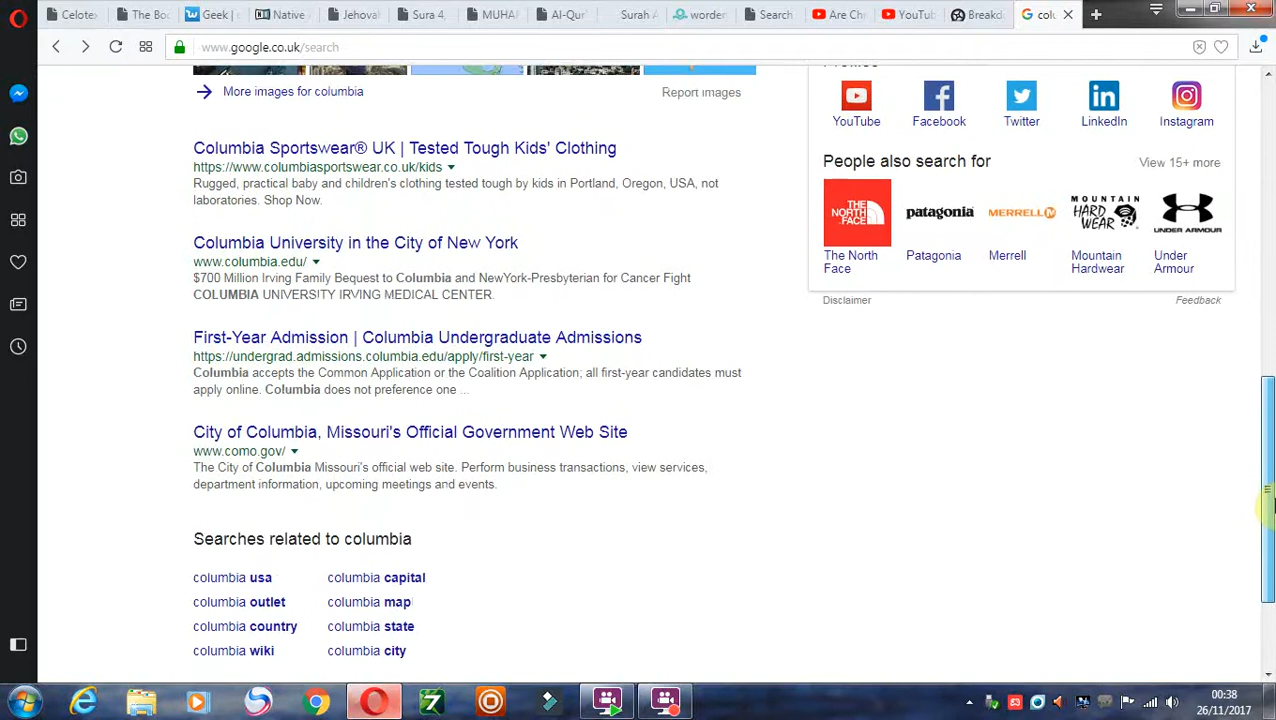 Celotex
The Boo
Geek |
Native
Jehovah
Sura 4,
MUHA
Al-Qur'
Surah A
worder
Search
Are Chr
YouTub
Breakdo
colu
www.google.co.uk/search
More images for columbia
Report images
Columbia Sportswear® UK | Tested Tough Kids' Clothing
https://www.columbiasportswear.co.uk/kids
Rugged, practical baby and children's clothing tested tough by kids in Portland, Oregon, USA, not
laboratories. Shop Now.
Columbia University in the City of New York
www.columbia.edu/
$700 Million Irving Family Bequest to Columbia and NewYork-Presbyterian for Cancer Fight
COLUMBIA UNIVERSITY IRVING MEDICAL CENTER.
First-Year Admission | Columbia Undergraduate Admissions
https://undergrad.admissions.columbia.edu/apply/first-year
Columbia accepts the Common Application or the Coalition Application; all first-year candidates must
apply online. Columbia does not preference one ...
City of Columbia, Missouri's Official Government Web Site
www.como.gov/
The City of Columbia Missouri's official web site. Perform business transactions, view services,
department information, upcoming meetings and events.
Searches related to columbia
columbia usa
columbia capital
columbia outlet
columbia map
columbia country
columbia state
columbia wiki
columbia city
YouTube
Facebook
Twitter
LinkedIn
Instagram
People also search for
View 15+ more
THE NORTH FACE
patagonia
MERRELL
MOUNTAIN HARD WEAR
UNDER ARMOUR
The North
Face
Patagonia
Merrell
Mountain
Hardwear
Under
Armour
Disclaimer
Feedback
00:38
26/11/2017